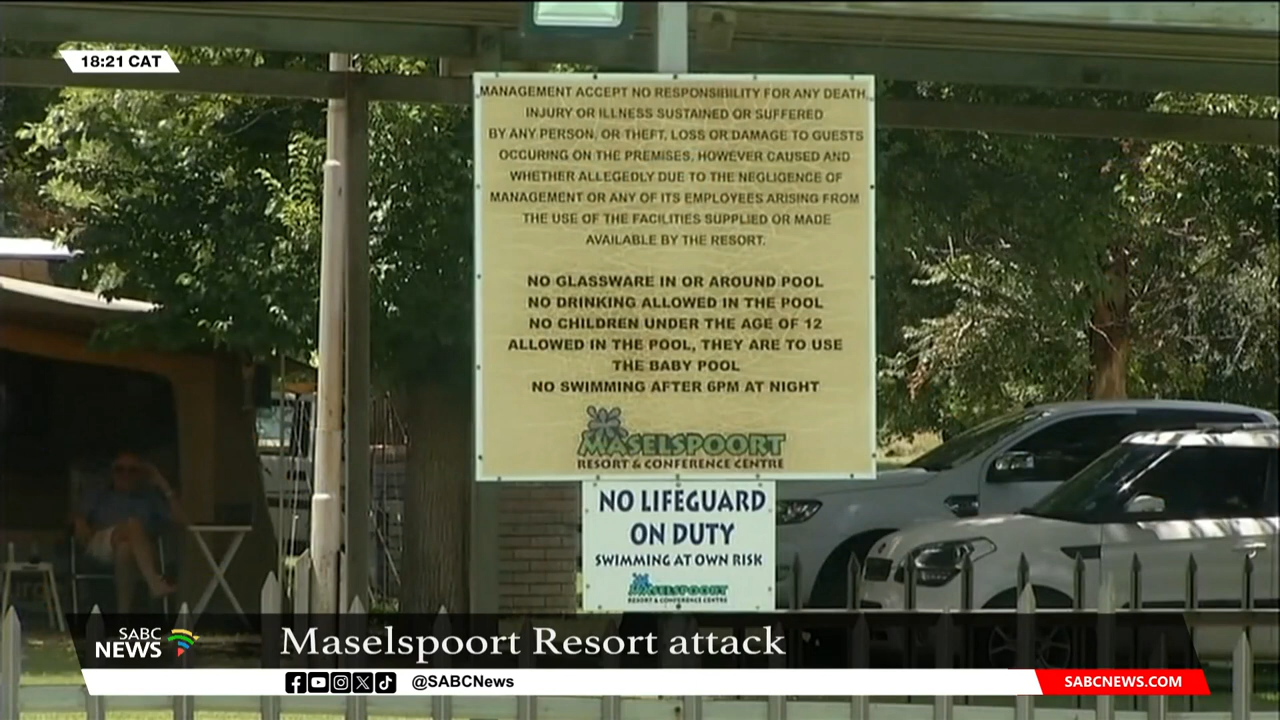 18:21 CAT
MANAGEMENT ACCEPT NO RESPONSIBILITY FOR ANY DEATH,
INJURY OR ILLNESS SUSTAINED OR SUFFERED
BY ANY PERSON, OR THEFT, LOSS OR DAMAGE TO GUESTS
OCCURING ON THE PREMISES, HOWEVER CAUSED AND
WHETHER ALLEGEDLY DUE TO THE NEGLIGENCE OF
MANAGEMENT OR ANY OF ITS EMPLOYEES ARISING FROM
THE USE OF THE FACILITIES SUPPLIED OR MADE
AVAILABLE BY THE RESORT.
NO GLASSWARE IN OR AROUND POOL
NO DRINKING ALLOWED IN THE POOL
NO CHILDREN UNDER THE AGE OF 12
ALLOWED IN THE POOL, THEY ARE TO USE
THE BABY POOL
NO SWIMMING AFTER 6PM AT NIGHT
MASELSPOORT
RESORT & CONFERENCE CENTRE
NO LIFEGUARD
ON DUTY
SWIMMING AT OWN RISK
MASELSPOORT
RESORT & CONFERENCE CENTRE
SABC
NEWS
Maselspoort Resort attack
@SABCNews
SABCNEWS.COM